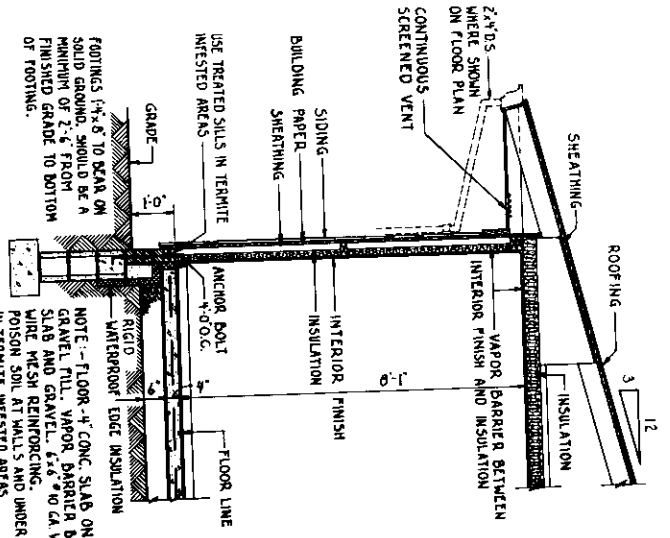 2"x4" D.S.
WHERE SHOWN
ON FLOOR PLAN
CONTINUOUS
SCREENED VENT
SHEATHING
ROOFING
3
12
INSULATION
VAPOR BARRIER BETWEEN
INTERIOR FINISH AND INSULATION
SIDING
BUILDING PAPER
SHEATHING
INTERIOR FINISH
INSULATION
8'-1"
USE TREATED SILLS IN TERMITE
INFESTED AREAS
ANCHOR BOLT
4'-0" O.C.
FLOOR LINE
GRADE
1'-0"
6"
4"
RIGID
WATERPROOF EDGE INSULATION
FOOTINGS 1'-4"x 8" TO BEAR ON
SOLID GROUND. SHOULD BE A
MINIMUM OF 2'-6" FROM
FINISHED GRADE TO BOTTOM
OF FOOTING.
NOTE:- FLOOR - 4" CONC. SLAB ON
GRAVEL FILL. VAPOR BARRIER B
SLAB AND GRAVEL. 6"x6" #10 GA.
WIRE MESH REINFORCING.
POISON SOIL AT WALLS AND UNDER
IN TERMITE INFESTED AREAS